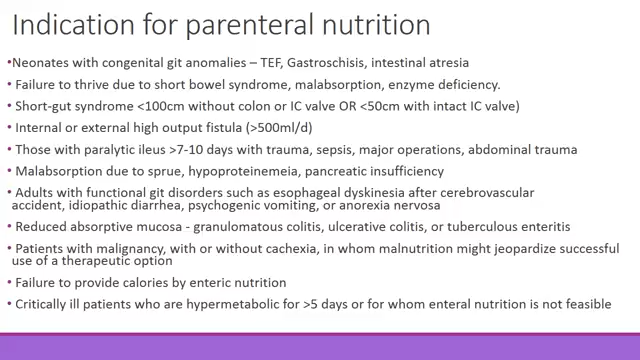 Indication for parenteral nutrition
•Neonates with congenital git anomalies – TEF, Gastroschisis, intestinal atresia
• Failure to thrive due to short bowel syndrome, malabsorption, enzyme deficiency.
• Short-gut syndrome <100cm without colon or IC valve OR <50cm with intact IC valve)
• Internal or external high output fistula (>500ml/d)
• Those with paralytic ileus >7-10 days with trauma, sepsis, major operations, abdominal trauma
• Malabsorption due to sprue, hypoproteinemeia, pancreatic insufficiency
• Adults with functional git disorders such as esophageal dyskinesia after cerebrovascular
accident, idiopathic diarrhea, psychogenic vomiting, or anorexia nervosa
• Reduced absorptive mucosa - granulomatous colitis, ulcerative colitis, or tuberculous enteritis
• Patients with malignancy, with or without cachexia, in whom malnutrition might jeopardize successful
use of a therapeutic option
• Failure to provide calories by enteric nutrition
• Critically ill patients who are hypermetabolic for >5 days or for whom enteral nutrition is not feasible